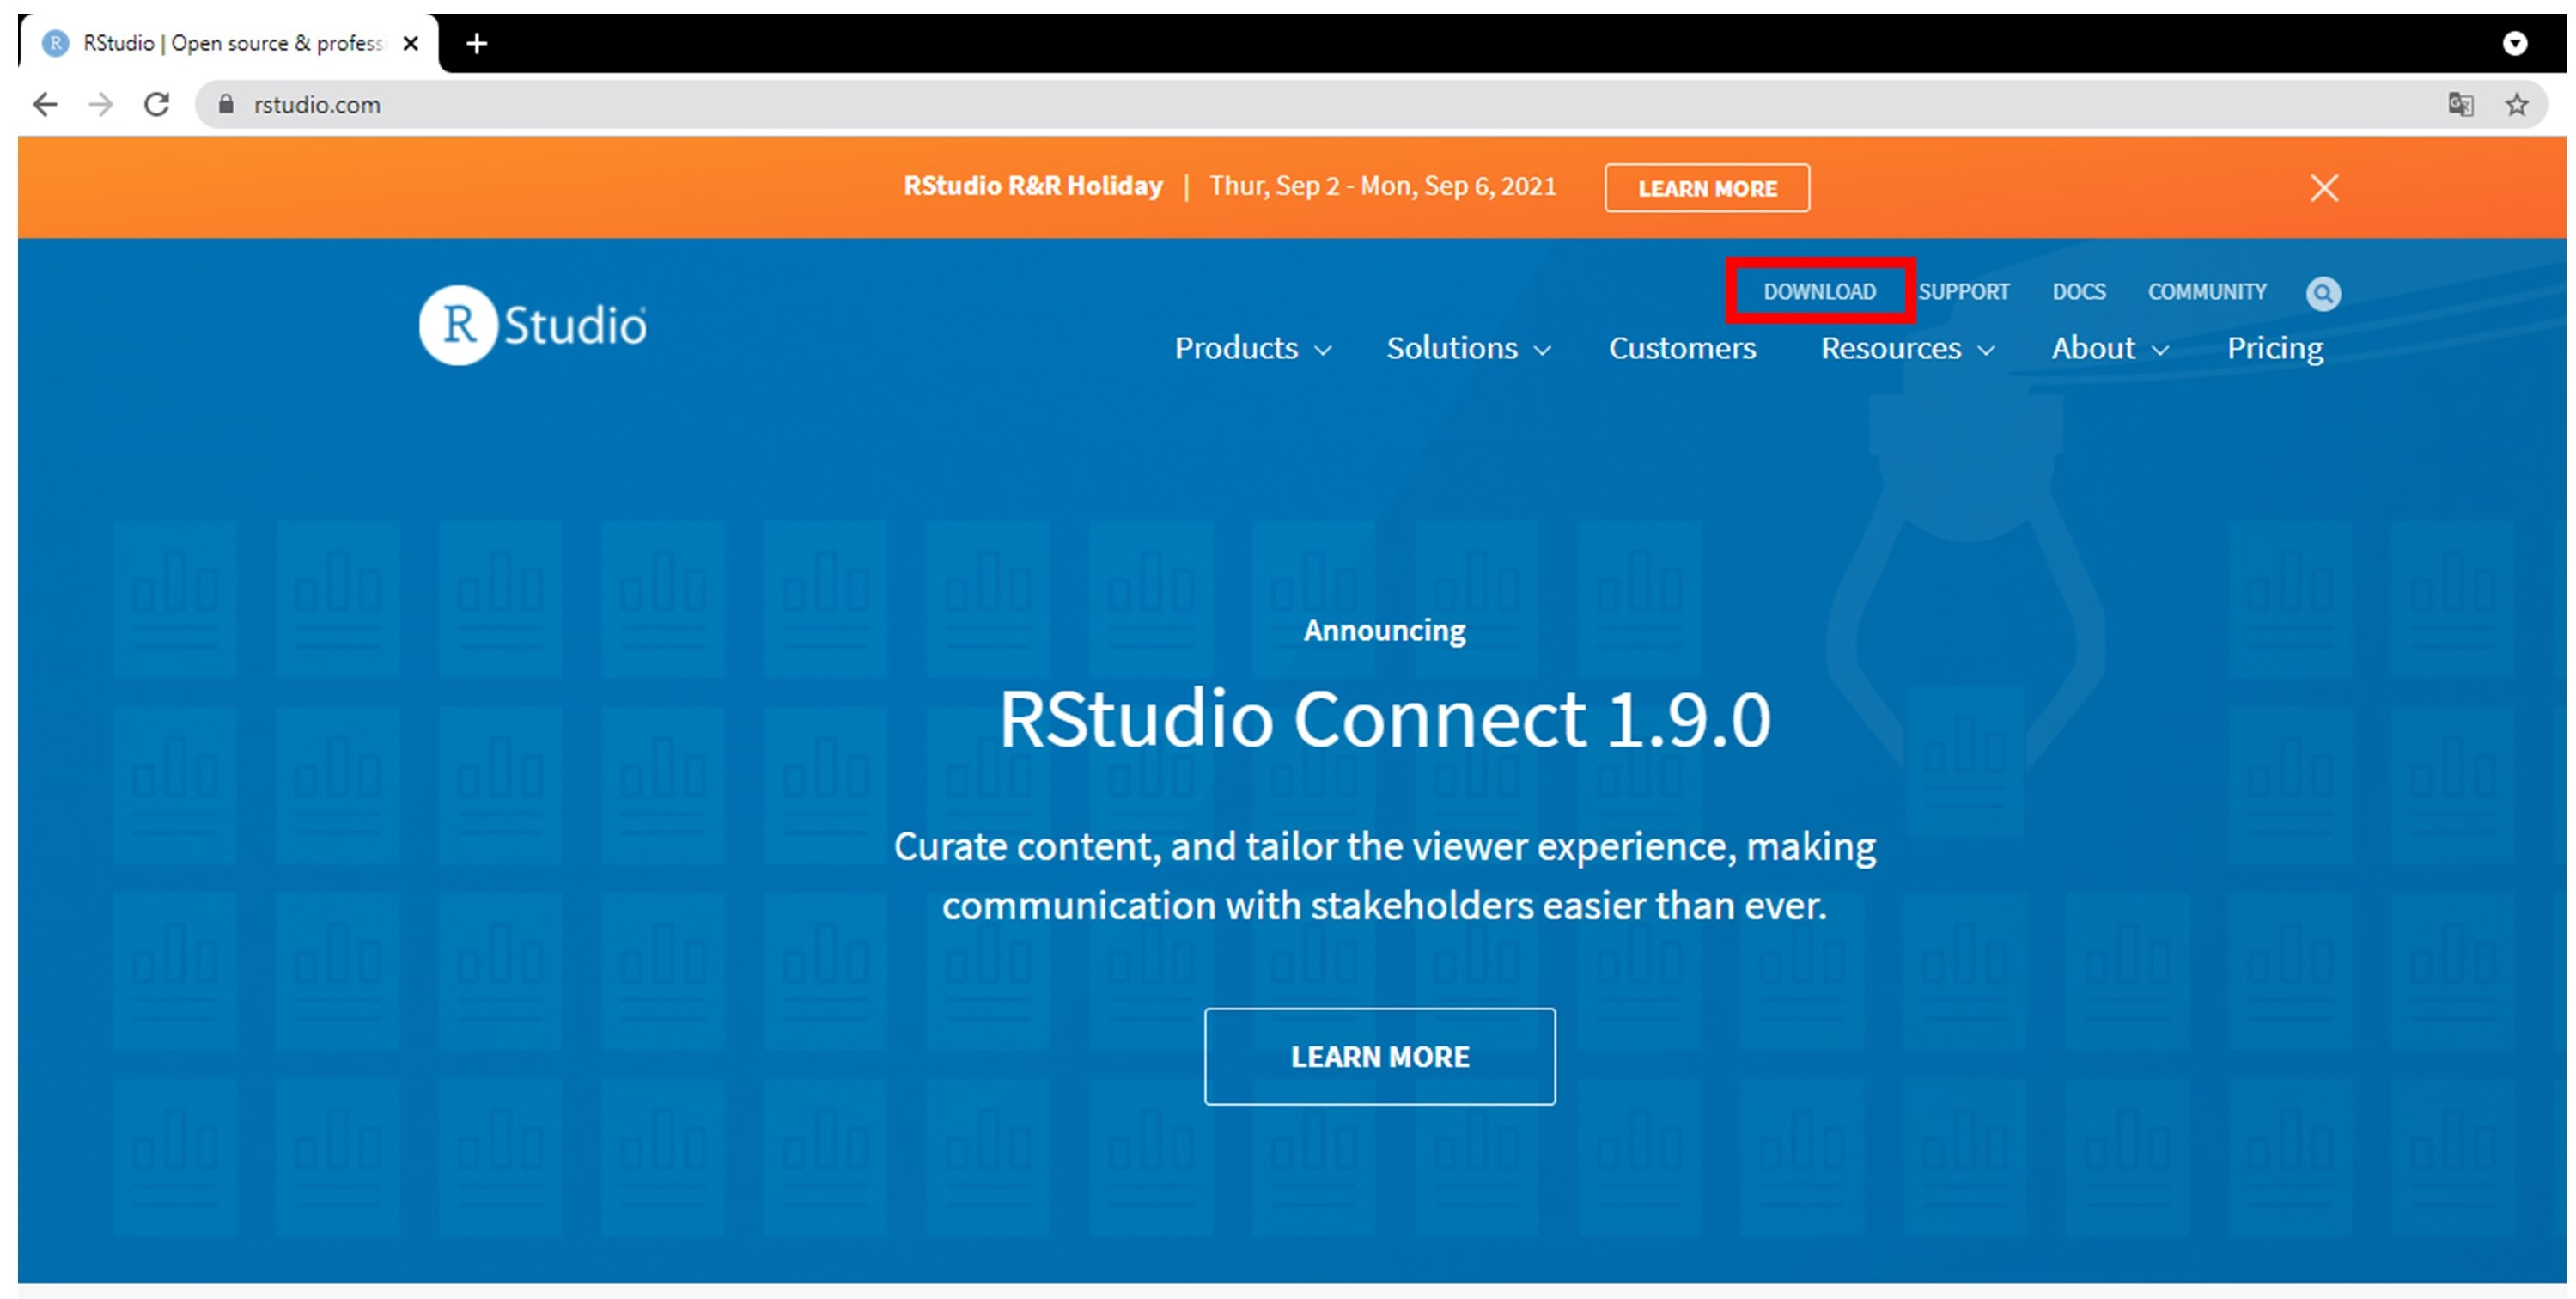 RStudio | Open source & profess
rstudio.com
RStudio R&R Holiday | Thur, Sep 2 - Mon, Sep 6, 2021 LEARN MORE
DOWNLOAD SUPPORT DOCS COMMUNITY
R Studio
Products Solutions Customers Resources About Pricing
Announcing
RStudio Connect 1.9.0
Curate content, and tailor the viewer experience, making
communication with stakeholders easier than ever.
LEARN MORE